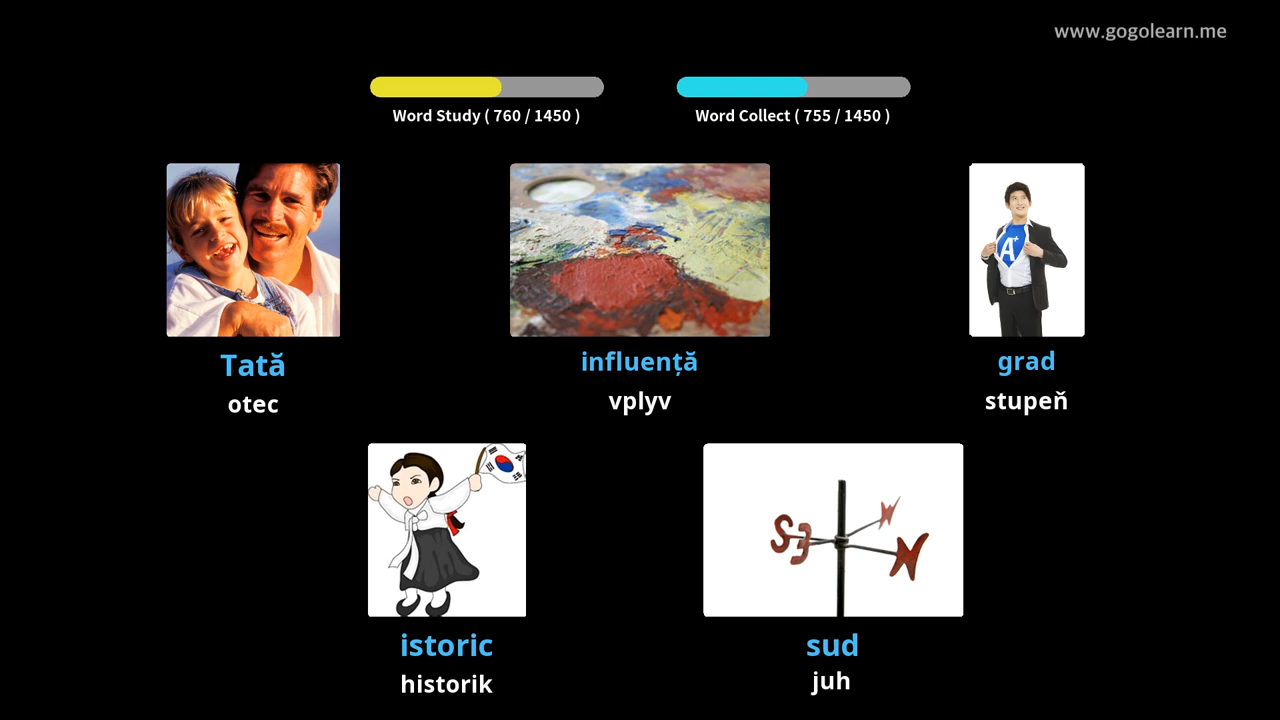 www.gogolearn.me
Word Study ( 760 / 1450 )
Word Collect ( 755 / 1450 )
A+
Tată
otec
influență
vplyv
grad
stupeň
S
E
N
W
istoric
historik
sud
juh